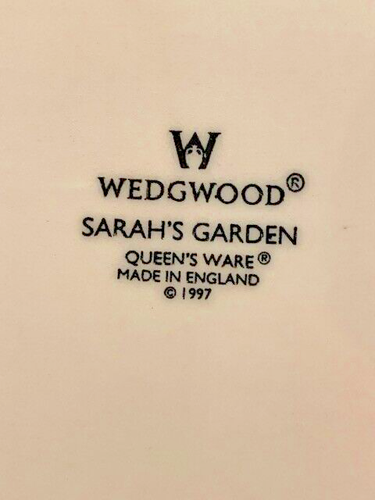 W
WEDGWOOD®
SARAH'S GARDEN
QUEEN'S WARE®
MADE IN ENGLAND
© 1997